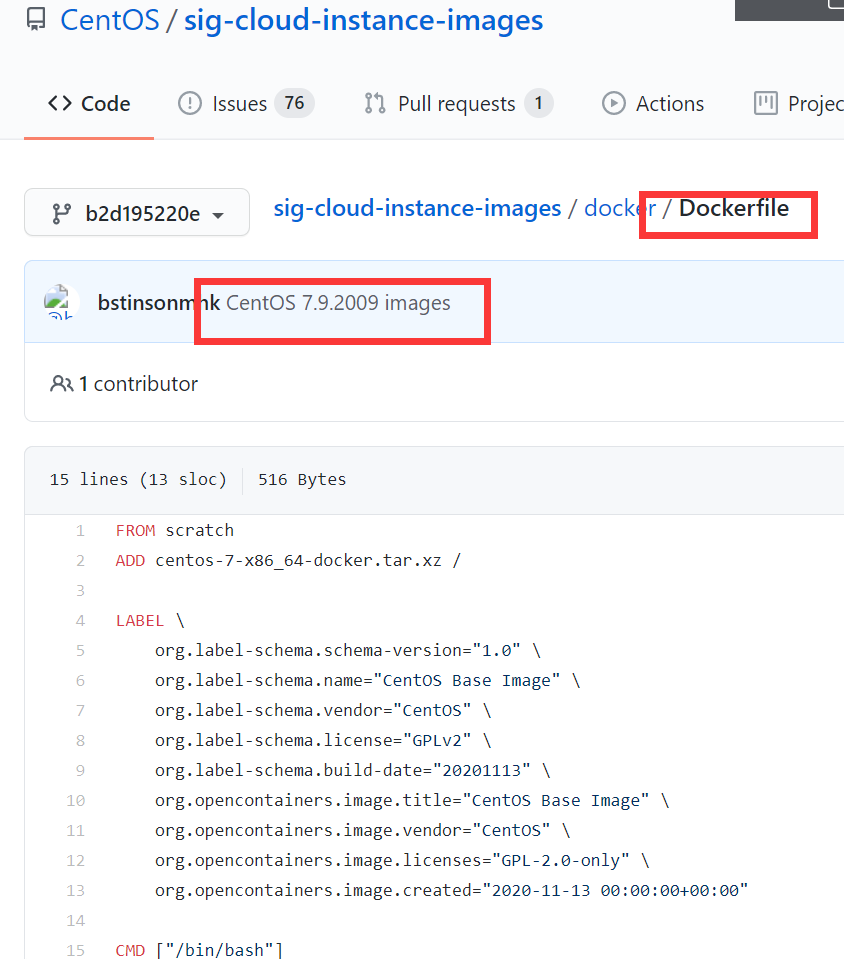 CentOS / sig-cloud-instance-images
Code Issues 76 Pull requests 1 Actions Projec
b2d195220e sig-cloud-instance-images / docker / Dockerfile
bstinsonmhk CentOS 7.9.2009 images
1 contributor
15 lines (13 sloc) 516 Bytes
1 FROM scratch
2 ADD centos-7-x86_64-docker.tar.xz /
3
4 LABEL \
5 org.label-schema.schema-version="1.0" \
6 org.label-schema.name="CentOS Base Image" \
7 org.label-schema.vendor="CentOS" \
8 org.label-schema.license="GPLv2" \
9 org.label-schema.build-date="20201113" \
10 org.opencontainers.image.title="CentOS Base Image" \
11 org.opencontainers.image.vendor="CentOS" \
12 org.opencontainers.image.licenses="GPL-2.0-only" \
13 org.opencontainers.image.created="2020-11-13 00:00:00+00:00"
14
15 CMD ["/bin/bash"]